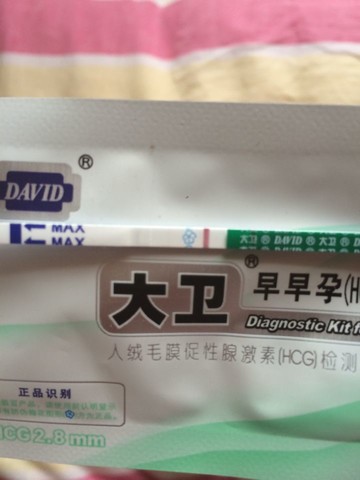 DAVID®
MAX
MAX
大卫® DAVID® 大卫® DA
大卫®
早早孕(H
Diagnostic Kit f
人绒毛膜促性腺激素(HCG)检测
正品识别
HCG 2.8 mm